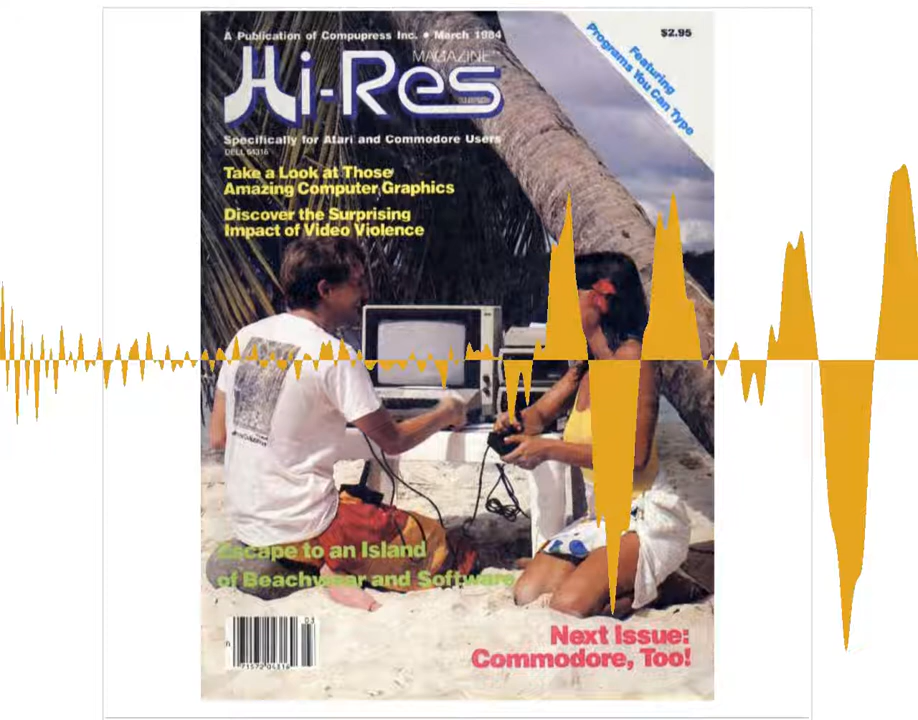 A Publication of Compupress Inc. • March 1984
$2.95
MAGAZINE
Hi-Res
Featuring
Programs You Can Type
Specifically for Atari and Commodore Users
Take a Look at Those
Amazing Computer Graphics
Discover the Surprising
Impact of Video Violence
Escape to an Island
of Beachwear and Software
Next Issue:
Commodore, Too!
03